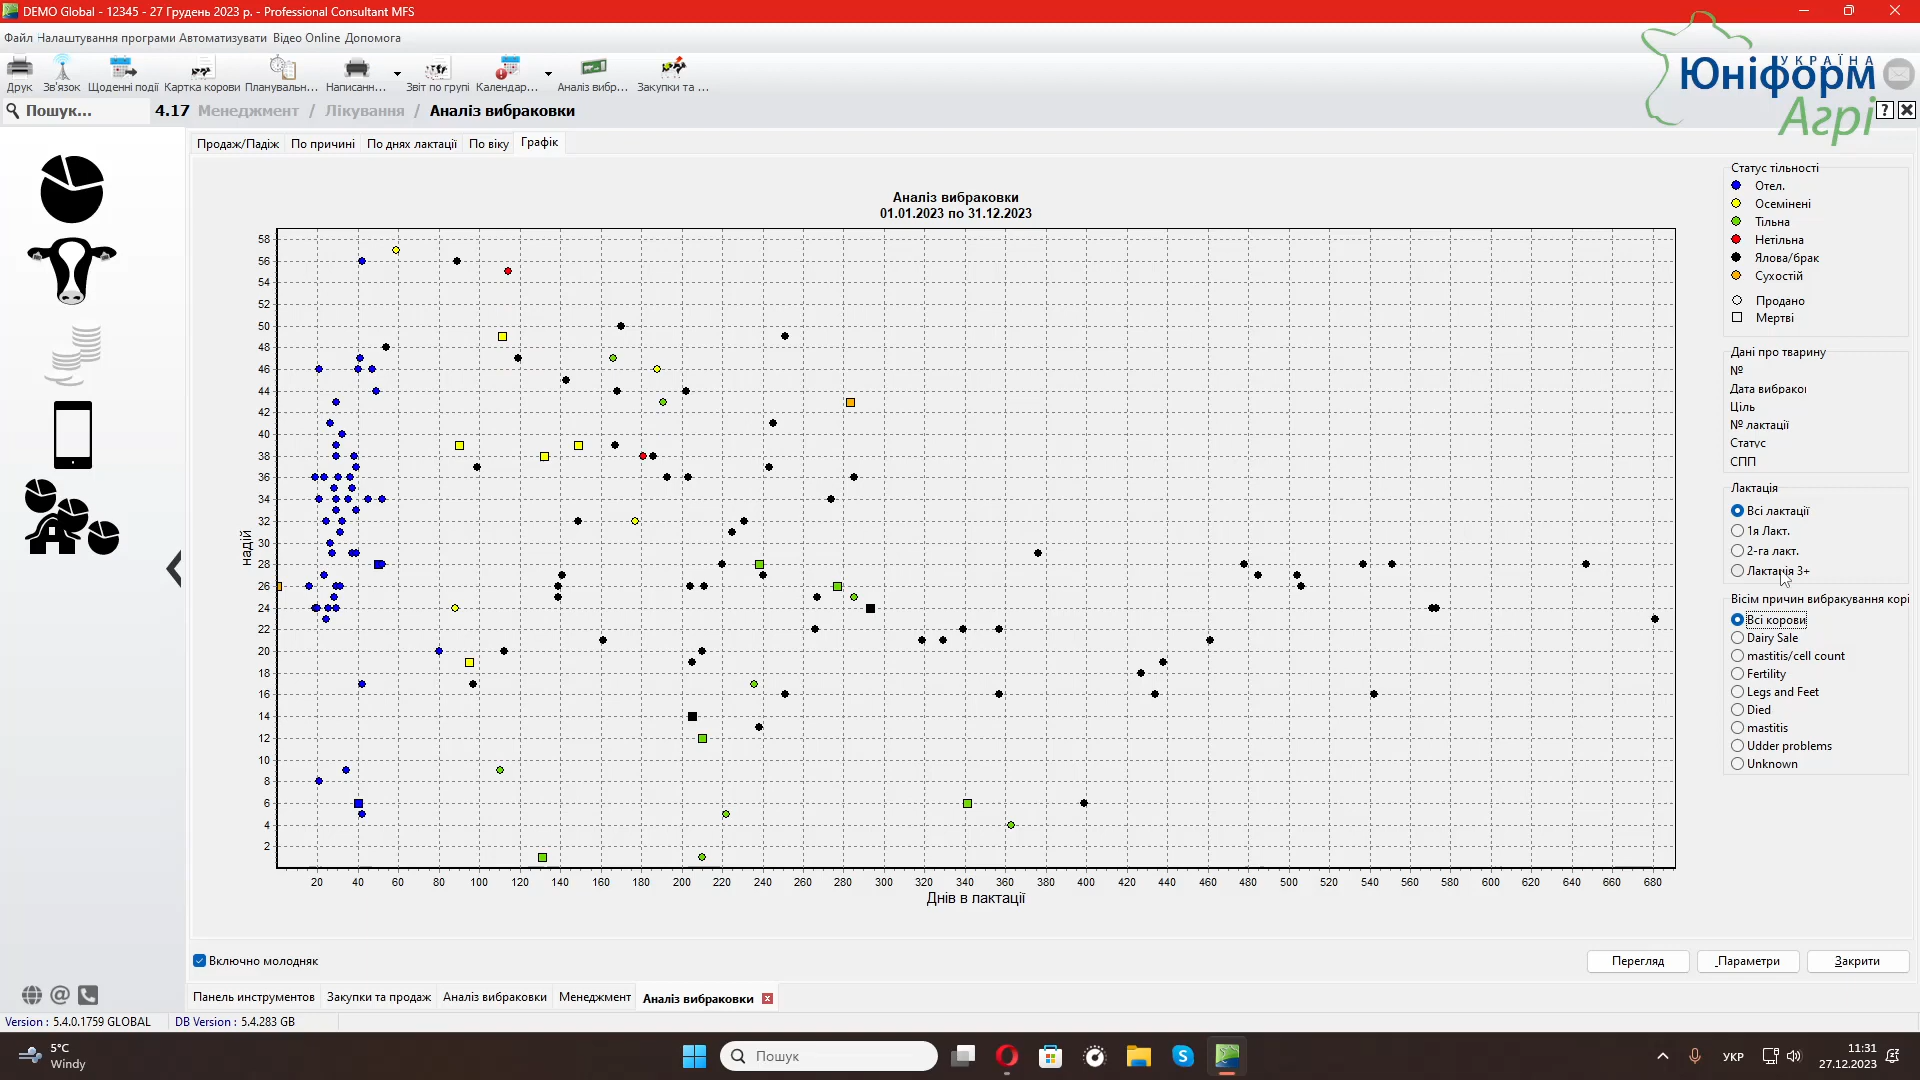 DEMO Global - 12345 - 27 Грудень 2023 р. - Professional Consultant MFS
Файл Налаштування програми Автоматизувати Відео Online Допомога
Друк Зв'язок Щоденні події Картка корови Планувальн... Написанн... Звіт по групі Календар... Аналіз вибр... Закупки та ...
УКРАЇНА
Юніформ
Агрі
Пошук... 4.17 Менеджмент / Лікування / Аналіз вибраковки
Продаж/Падіж По причині По днях лактації По віку Графік
Аналіз вибраковки
01.01.2023 по 31.12.2023
58
56
54
52
50
48
46
44
42
40
38
36
34
32
30
28
26
24
22
20
18
16
14
12
10
8
6
4
2
надій
20 40 60 80 100 120 140 160 180 200 220 240 260 280 300 320 340 360 380 400 420 440 460 480 500 520 540 560 580 600 620 640 660 680
Днів в лактації
Статус тільності
Отел.
Осемінені
Тільна
Нетільна
Ялова/брак
Сухостій
Продано
Мертві
Дані про тварину
№
Дата вибракої
Ціль
№ лактації
Статус
СПП
Лактація
Всі лактації
1я Лакт.
2-га лакт.
Лактація 3+
Вісім причин вибракування корі
Всі корови
Dairy Sale
mastitis/cell count
Fertility
Legs and Feet
Died
mastitis
Udder problems
Unknown
Включно молодняк
Перегляд Параметри Закрити
Панель инструментов Закупки та продаж Аналіз вибраковки Менеджмент Аналіз вибраковки
Version : 5.4.0.1759 GLOBAL DB Version : 5.4.283 GB
5°C
Windy
Пошук
УКР
11:31
27.12.2023